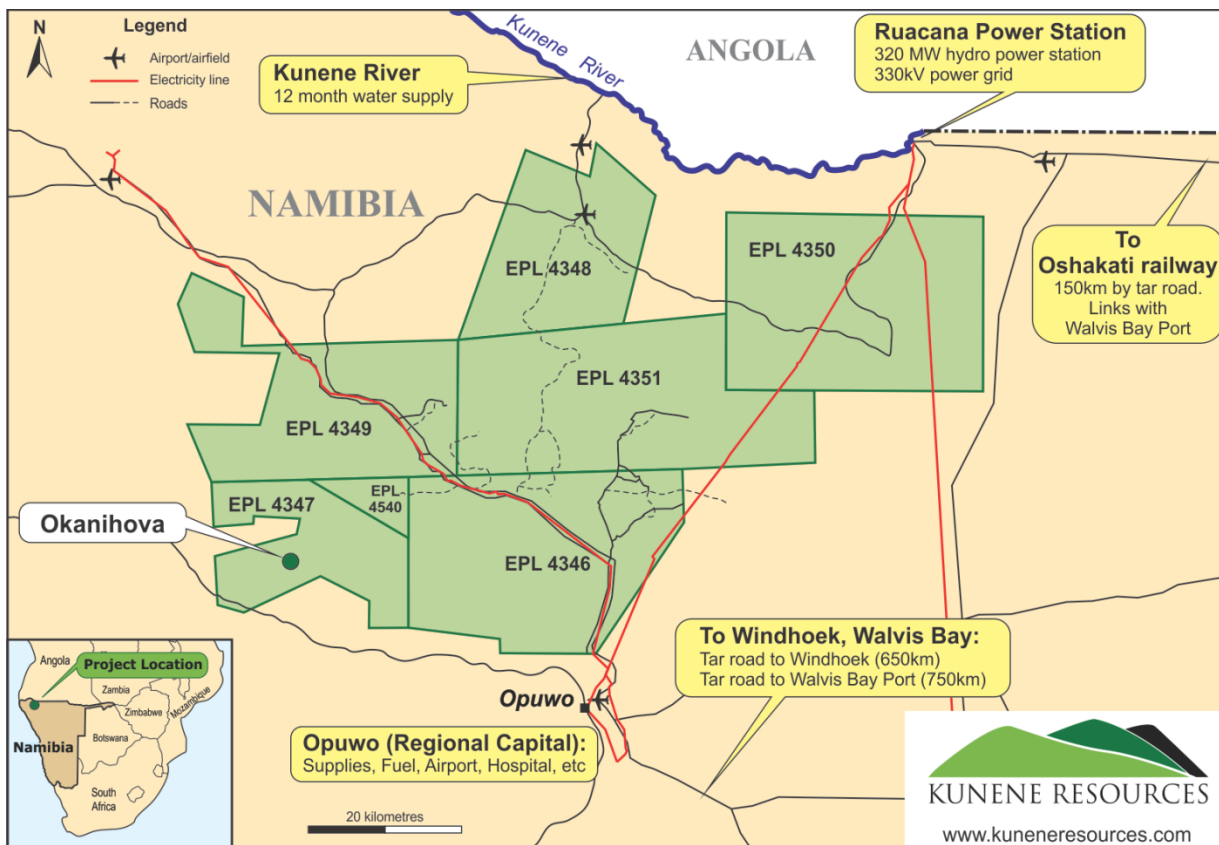 N
Legend
Airport/airfield
Electricity line
Roads
Kunene River
12 month water supply
Kunene River
ANGOLA
Ruacana Power Station
320 MW hydro power station
330kV power grid
NAMIBIA
To
Oshakati railway
150km by tar road.
Links with
Walvis Bay Port
EPL 4348
EPL 4350
EPL 4351
EPL 4349
EPL 4347
EPL
4540
EPL 4346
Okanihova
To Windhoek, Walvis Bay:
Tar road to Windhoek (650km)
Tar road to Walvis Bay Port (750km)
Opuwo
Opuwo (Regional Capital):
Supplies, Fuel, Airport, Hospital, etc
20 kilometres
Angola
Project Location
Zambia
Zimbabwe
Mozambique
Namibia
Botswana
South
Africa
KUNENE RESOURCES
www.kuneneresources.com